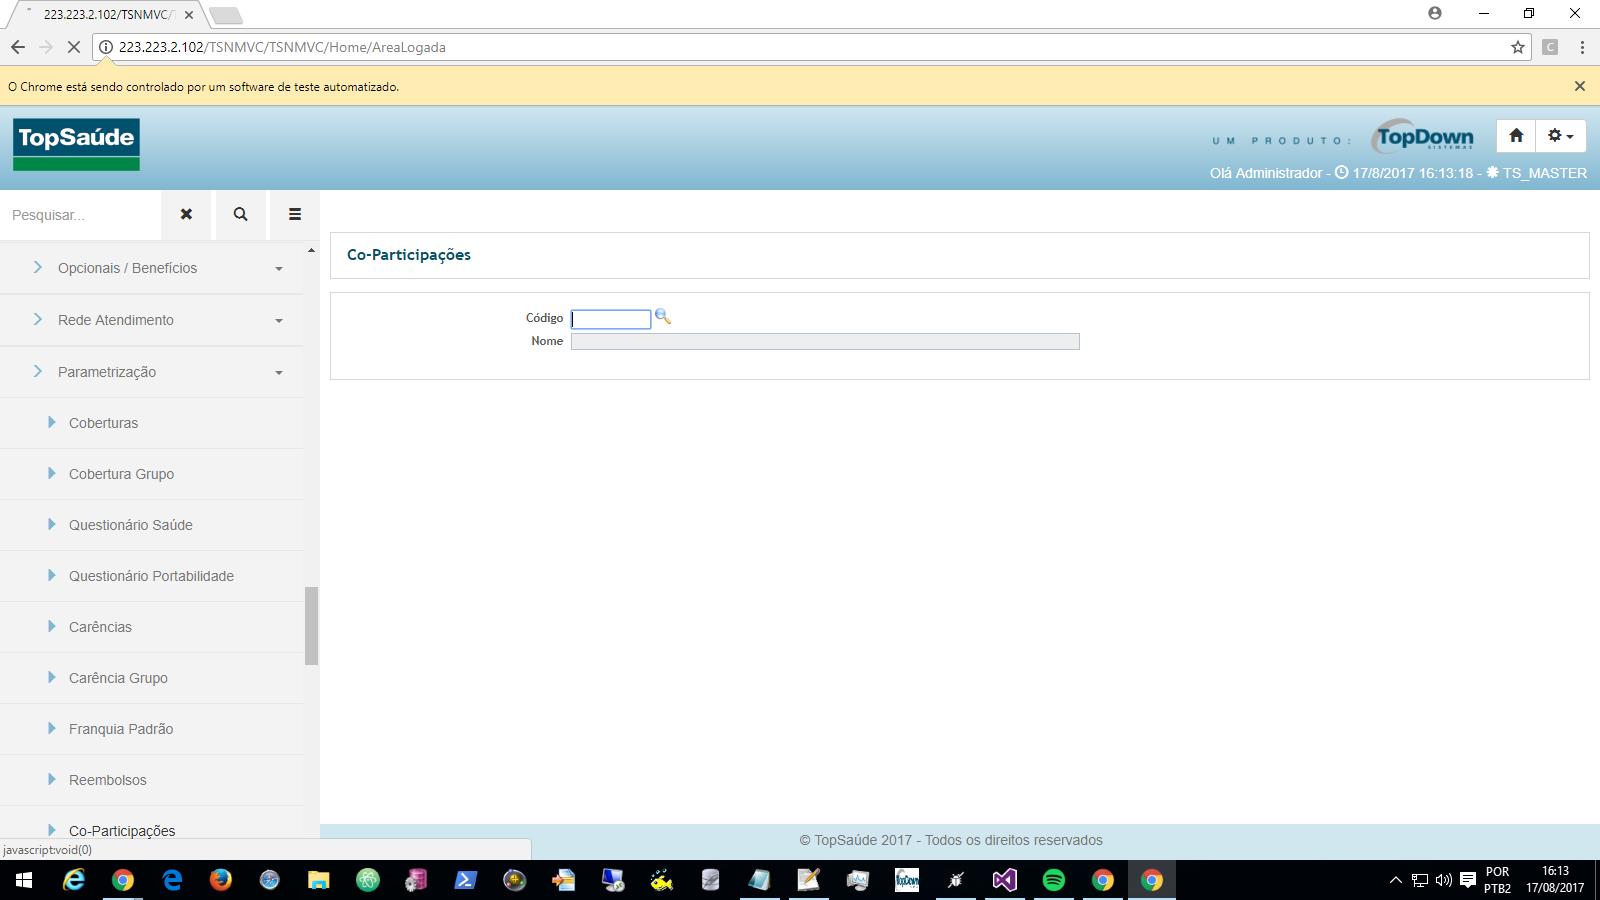 223.223.2.102/TSNMVC/T
223.223.2.102/TSNMVC/TSNMVC/Home/AreaLogada
C
O Chrome está sendo controlado por um software de teste automatizado.
TopSaúde
UM PRODUTO:
TopDown
SISTEMAS
Olá Administrador - 17/8/2017 16:13:18 - TS_MASTER
Pesquisar...
Co-Participações
Opcionais / Benefícios
Rede Atendimento
Parametrização
Coberturas
Cobertura Grupo
Questionário Saúde
Questionário Portabilidade
Carências
Carência Grupo
Franquia Padrão
Reembolsos
Co-Participações
Código
Nome
© TopSaúde 2017 - Todos os direitos reservados
javascript:void(0)
TopDown
POR
PTB2
16:13
17/08/2017